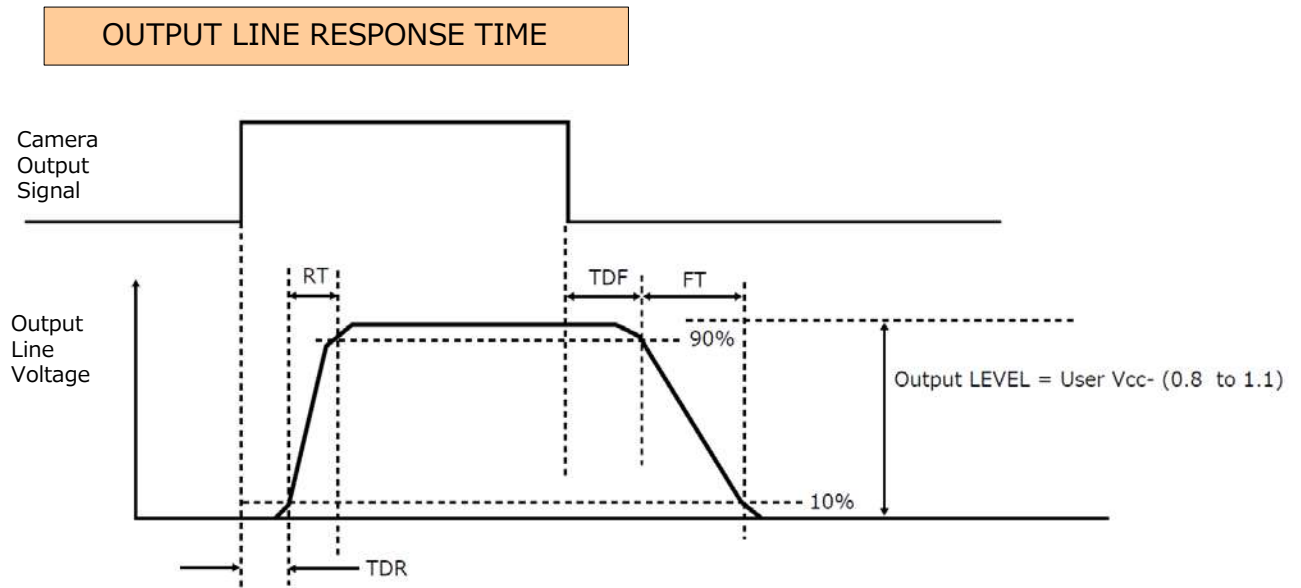 OUTPUT LINE RESPONSE TIME
Camera
Output
Signal
RT
TDF
FT
Output
Line
Voltage
90%
Output LEVEL = User Vcc- (0.8 to 1.1)
10%
TDR